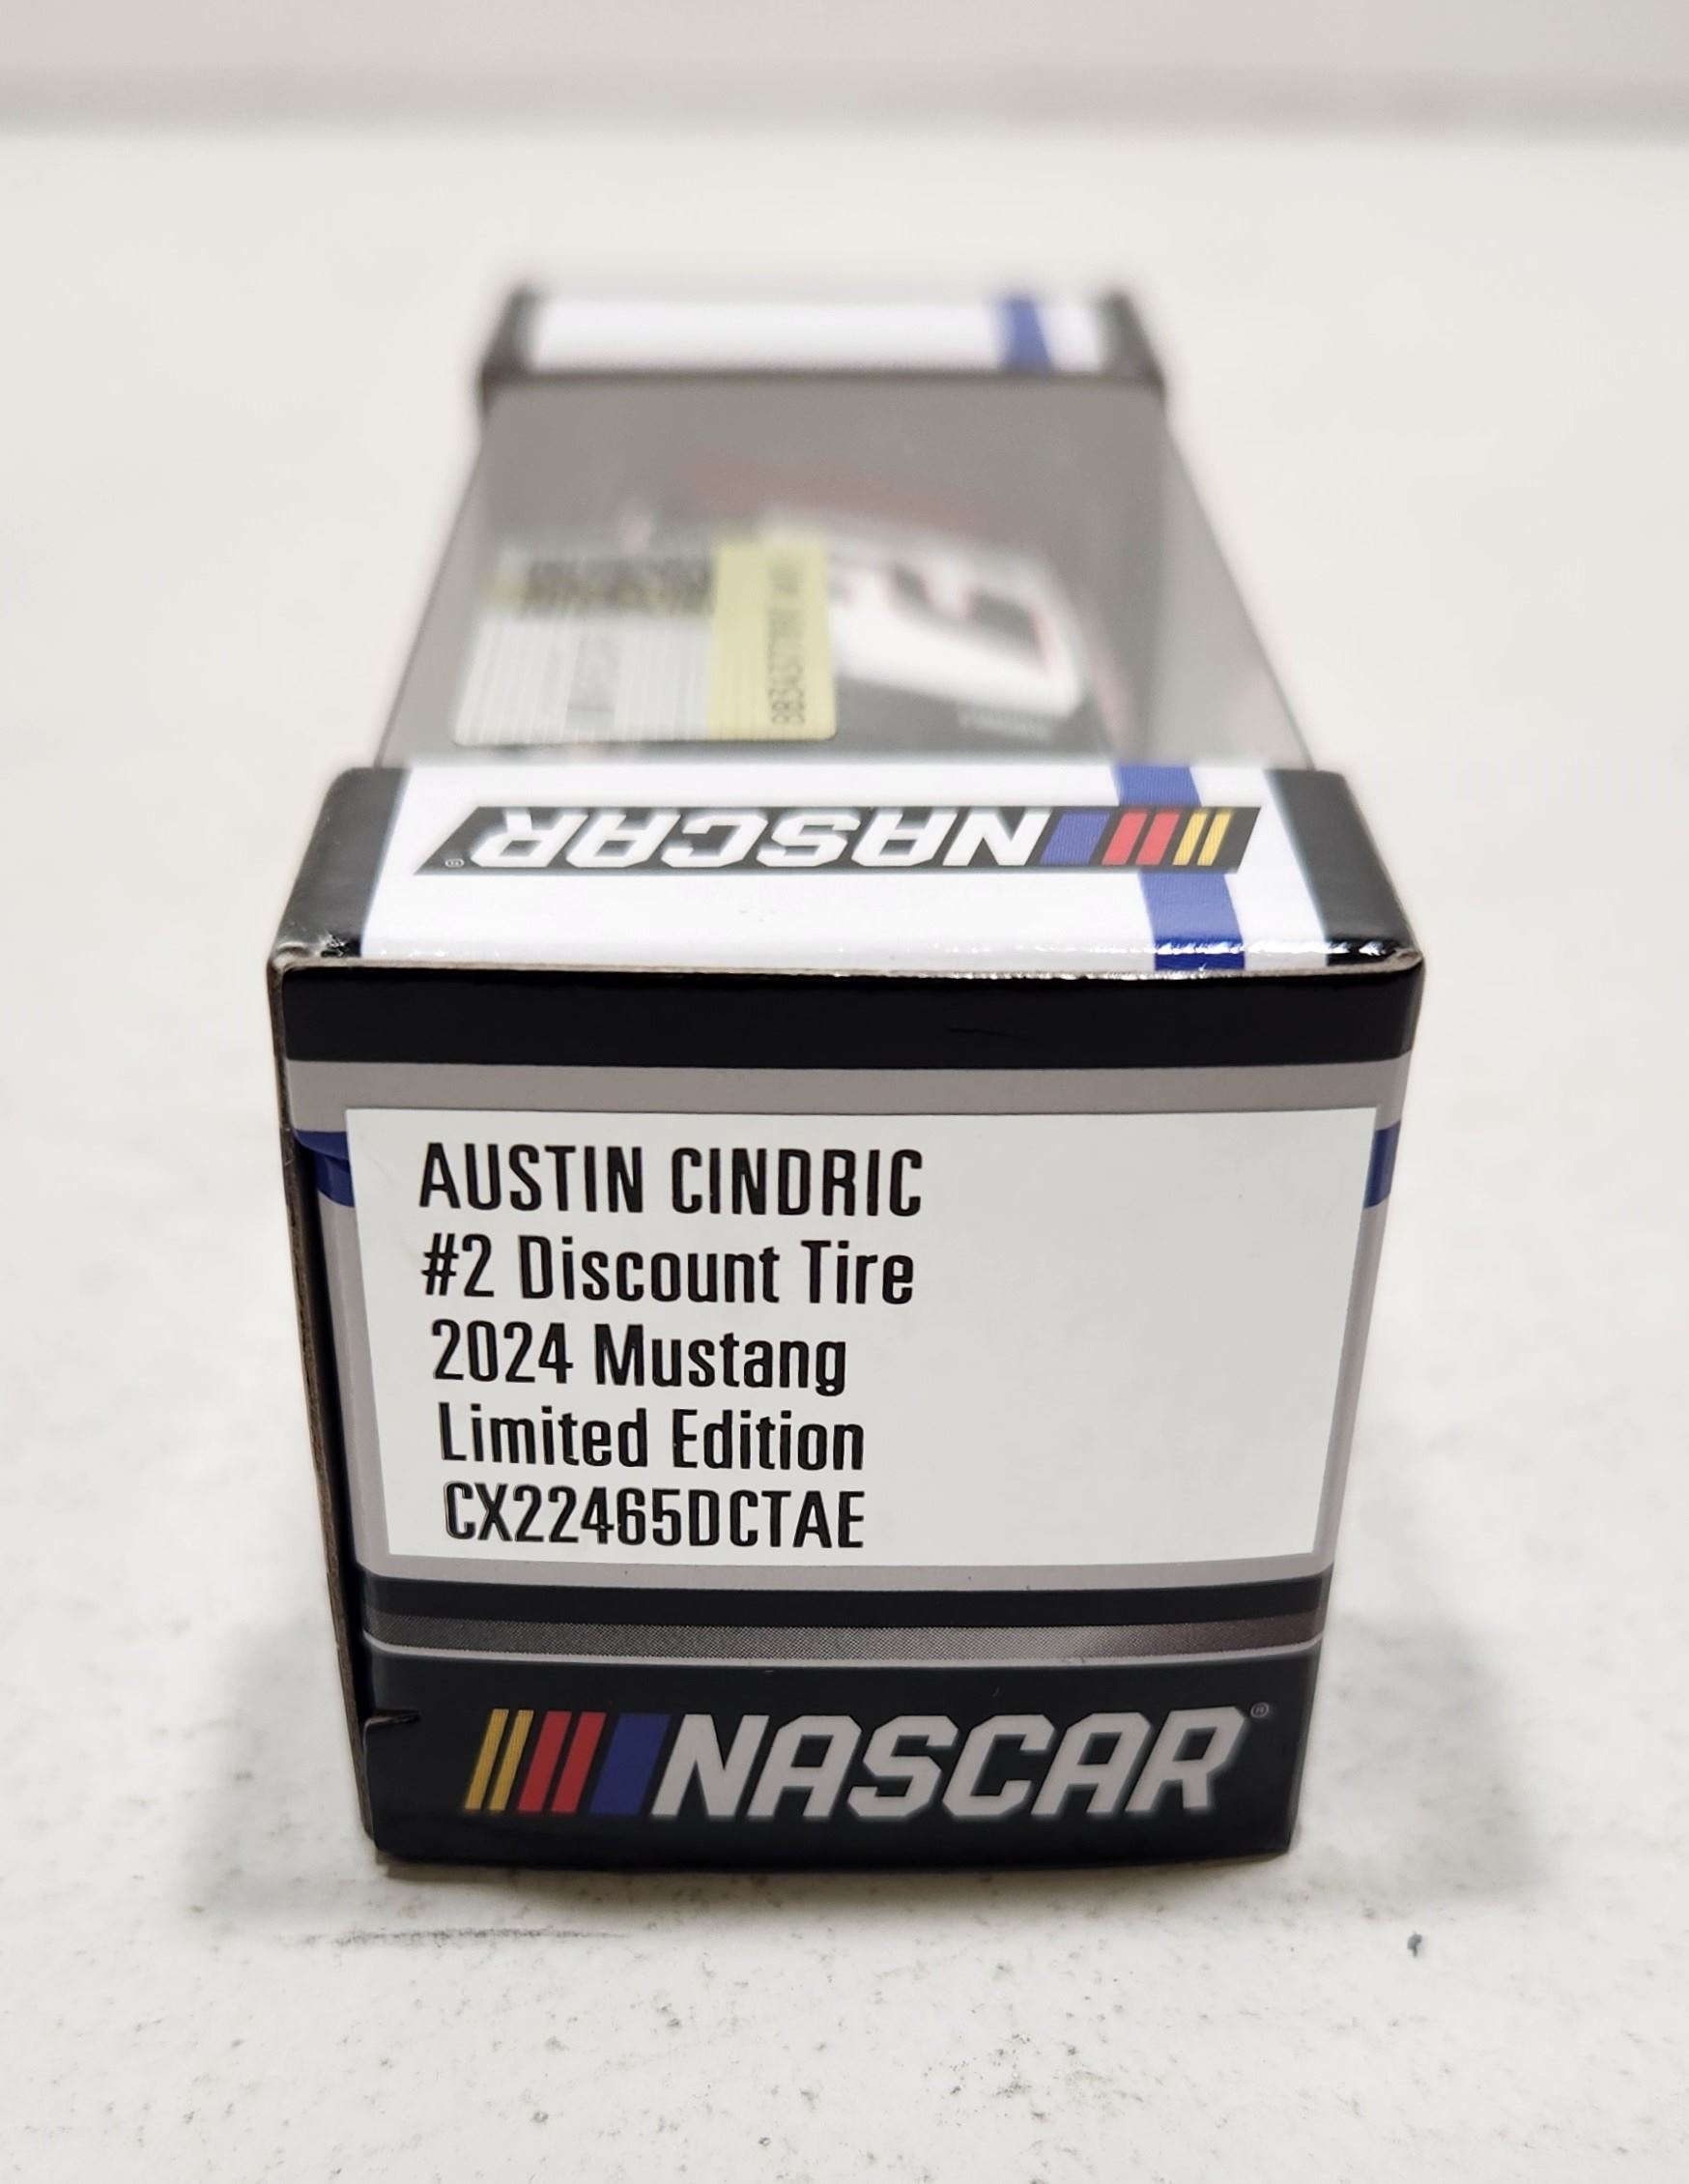 NASCAR®
AUSTIN CINDRIC
#2 Discount Tire
2024 Mustang
Limited Edition
CX22465DCTAE
NASCAR®